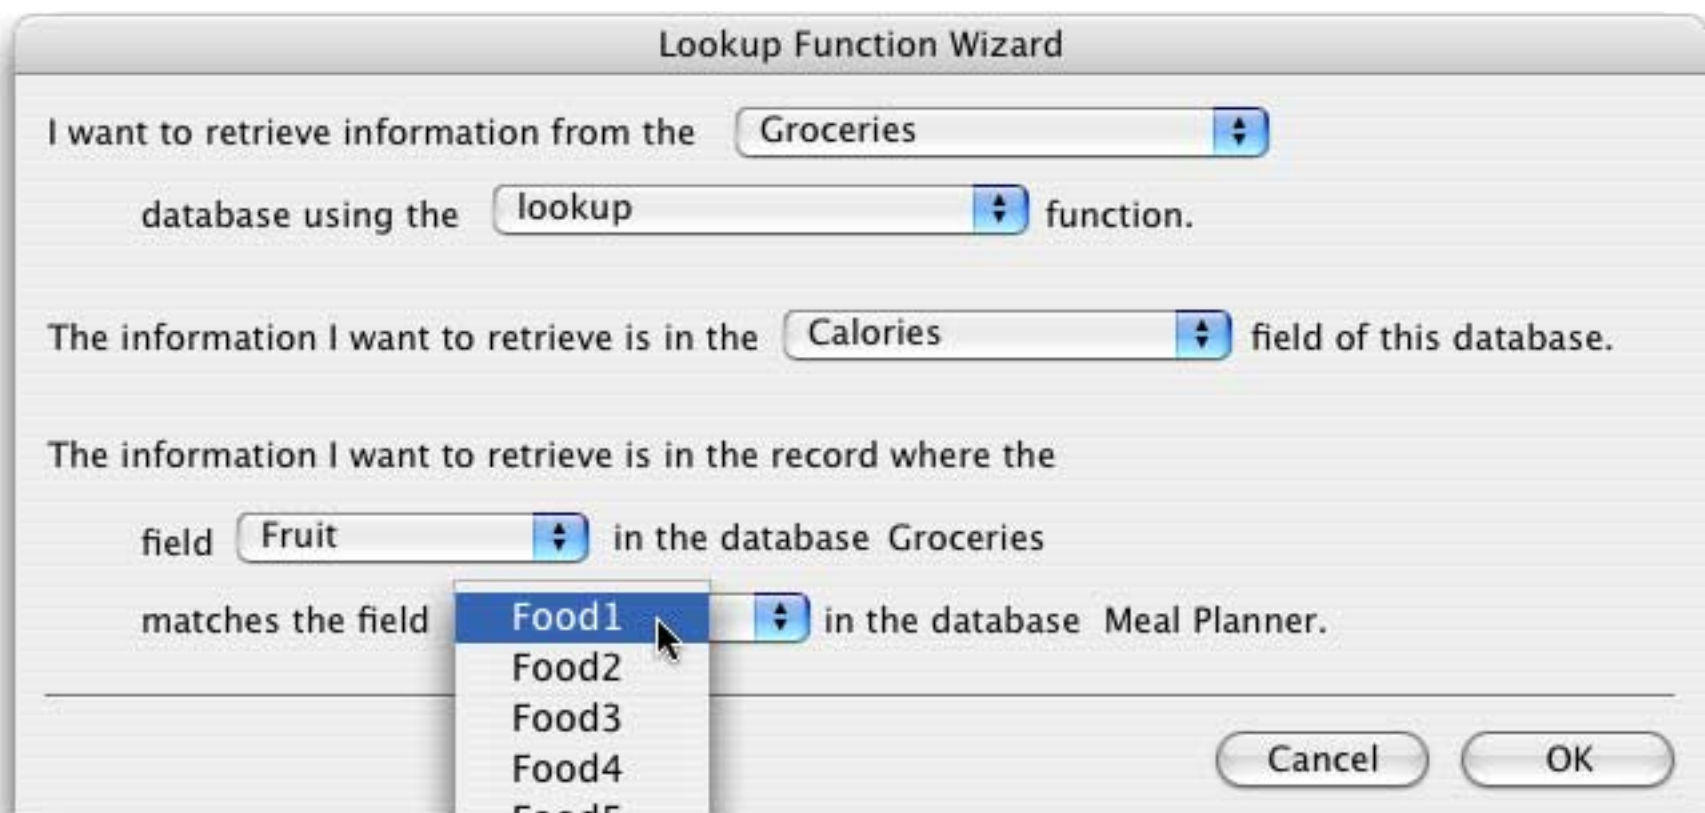 Lookup Function Wizard
I want to retrieve information from the Groceries
database using the lookup function.
The information I want to retrieve is in the Calories field of this database.
The information I want to retrieve is in the record where the
field Fruit in the database Groceries
matches the field Food1 in the database Meal Planner.
Food2
Food3
Food4
Cancel OK